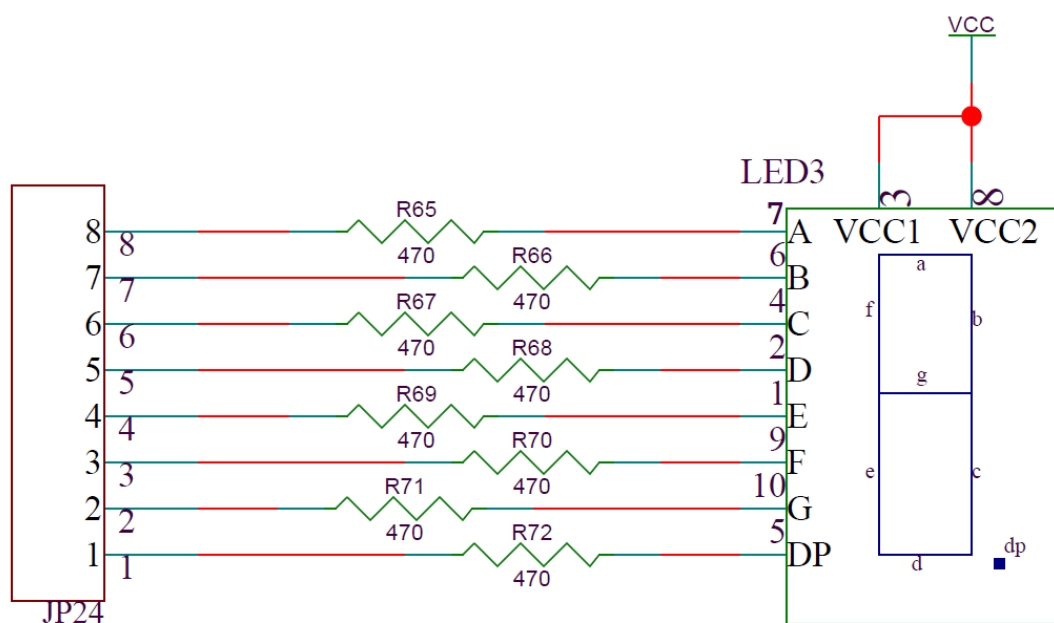 VCC
LED3
3 8
VCC1 VCC2
8 8 R65 470 7 A
7 7 R66 470 6 B
6 6 R67 470 4 C
5 5 R68 470 2 D
4 4 R69 470 1 E
3 3 R70 470 9 F
2 2 R71 470 10 G
1 1 R72 470 5 DP
a
f b
g
e c
d dp
JP24